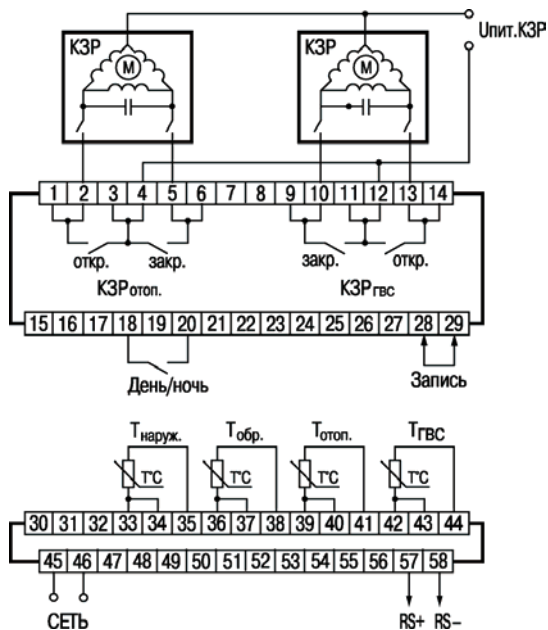 КЗР
М
КЗР
М
Uпит.КЗР
1 2 3 4 5 6 7 8 9 10 11 12 13 14
откр. закр. закр. откр.
КЗРотоп. КЗРГВС
15 16 17 18 19 20 21 22 23 24 25 26 27 28 29
День/ночь
Запись
Тнаруж. Тобр. Тотоп. ТГВС
T°C T°C T°C T°C
30 31 32 33 34 35 36 37 38 39 40 41 42 43 44
45 46 47 48 49 50 51 52 53 54 55 56 57 58
СЕТЬ
RS+ RS–